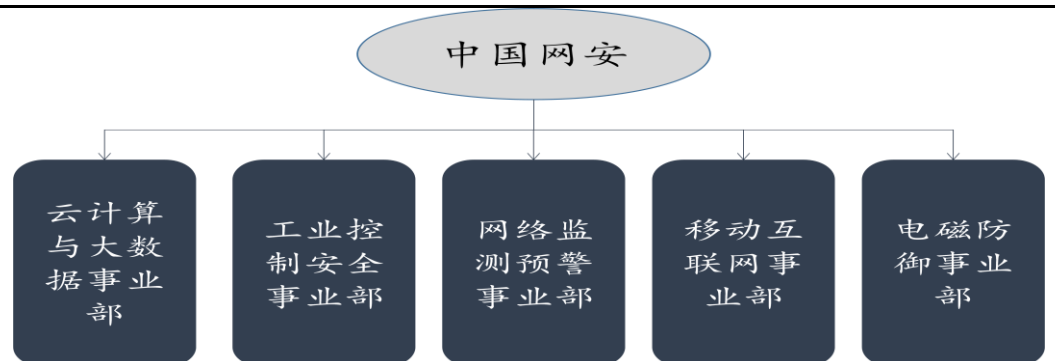 中国网安
云计算
与大数
据事业
部
工业控
制安全
事业部
网络监
测预警
事业部
移动互
联网事
业部
电磁防
御事业
部